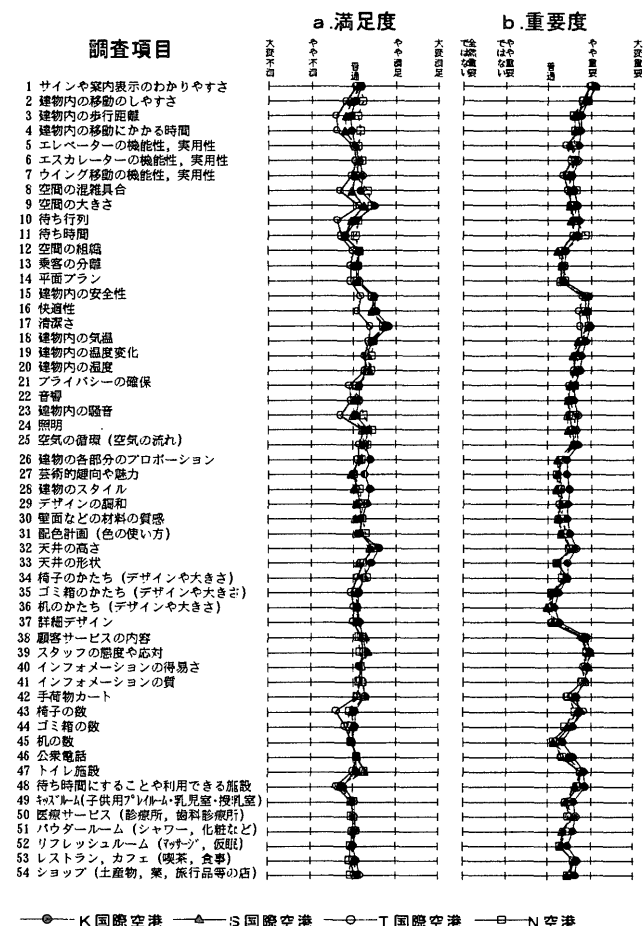 a.満足度
b.重要度
調査項目
大変不満
やや不満
普通
やや満足
大変満足
全然重要ではない
やや重要ではない
普通
やや重要
大変重要
1 サインや案内表示のわかりやすさ
2 建物内の移動のしやすさ
3 建物内の歩行距離
4 建物内の移動にかかる時間
5 エレベーターの機能性，実用性
6 エスカレーターの機能性，実用性
7 ウイング移動の機能性，実用性
8 空間の混雑具合
9 空間の大きさ
10 待ち行列
11 待ち時間
12 空間の組織
13 乗客の分離
14 平面プラン
15 建物内の安全性
16 快適性
17 清潔さ
18 建物内の気温
19 建物内の温度変化
20 建物内の湿度
21 プライバシーの確保
22 音響
23 建物内の騒音
24 照明
25 空気の循環（空気の流れ）
26 建物の各部分のプロポーション
27 芸術的傾向や魅力
28 建物のスタイル
29 デザインの調和
30 壁面などの材料の質感
31 配色計画（色の使い方）
32 天井の高さ
33 天井の形状
34 椅子のかたち（デザインや大きさ）
35 ゴミ箱のかたち（デザインや大きさ）
36 机のかたち（デザインや大きさ）
37 詳細デザイン
38 顧客サービスの内容
39 スタッフの態度や応対
40 インフォメーションの得易さ
41 インフォメーションの質
42 手荷物カート
43 椅子の数
44 ゴミ箱の数
45 机の数
46 公衆電話
47 トイレ施設
48 待ち時間にすることや利用できる施設
49 キッズルーム(子供用プレイルーム・乳児室・授乳室)
50 医療サービス（診療所，歯科診療所）
51 パウダールーム（シャワー，化粧など）
52 リフレッシュルーム（マッサージ，仮眠）
53 レストラン，カフェ（喫茶，食事）
54 ショップ（土産物，薬，旅行品等の店）
K国際空港 S国際空港 T国際空港 N空港